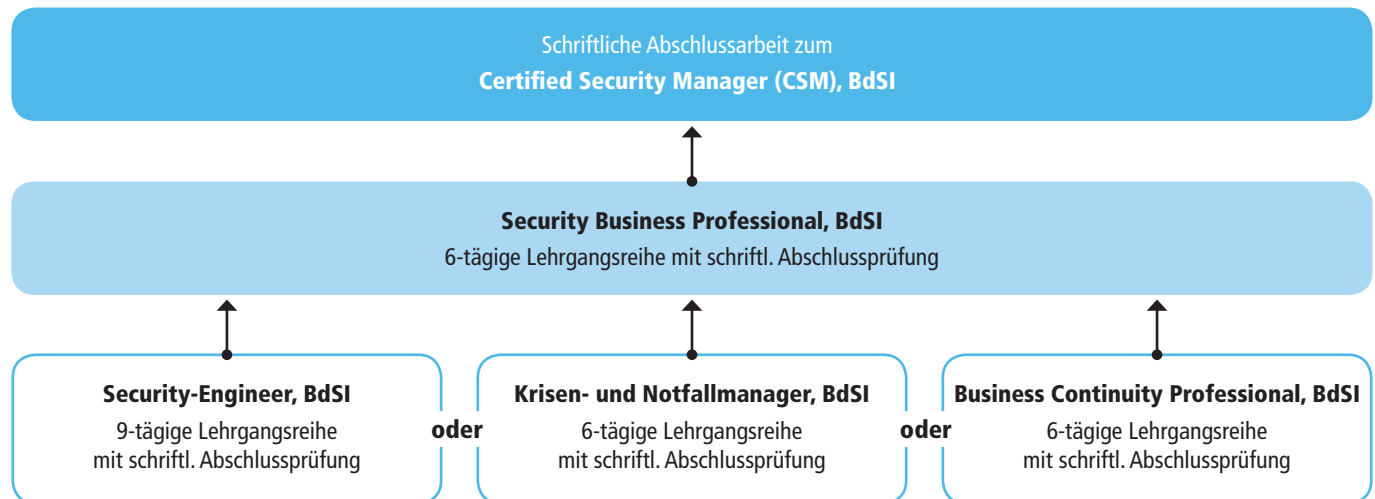 Schriftliche Abschlussarbeit zum
Certified Security Manager (CSM), BdSI
Security Business Professional, BdSI
6-tägige Lehrgangsreihe mit schriftl. Abschlussprüfung
Security-Engineer, BdSI
9-tägige Lehrgangsreihe
mit schriftl. Abschlussprüfung
oder
Krisen- und Notfallmanager, BdSI
6-tägige Lehrgangsreihe
mit schriftl. Abschlussprüfung
oder
Business Continuity Professional, BdSI
6-tägige Lehrgangsreihe
mit schriftl. Abschlussprüfung